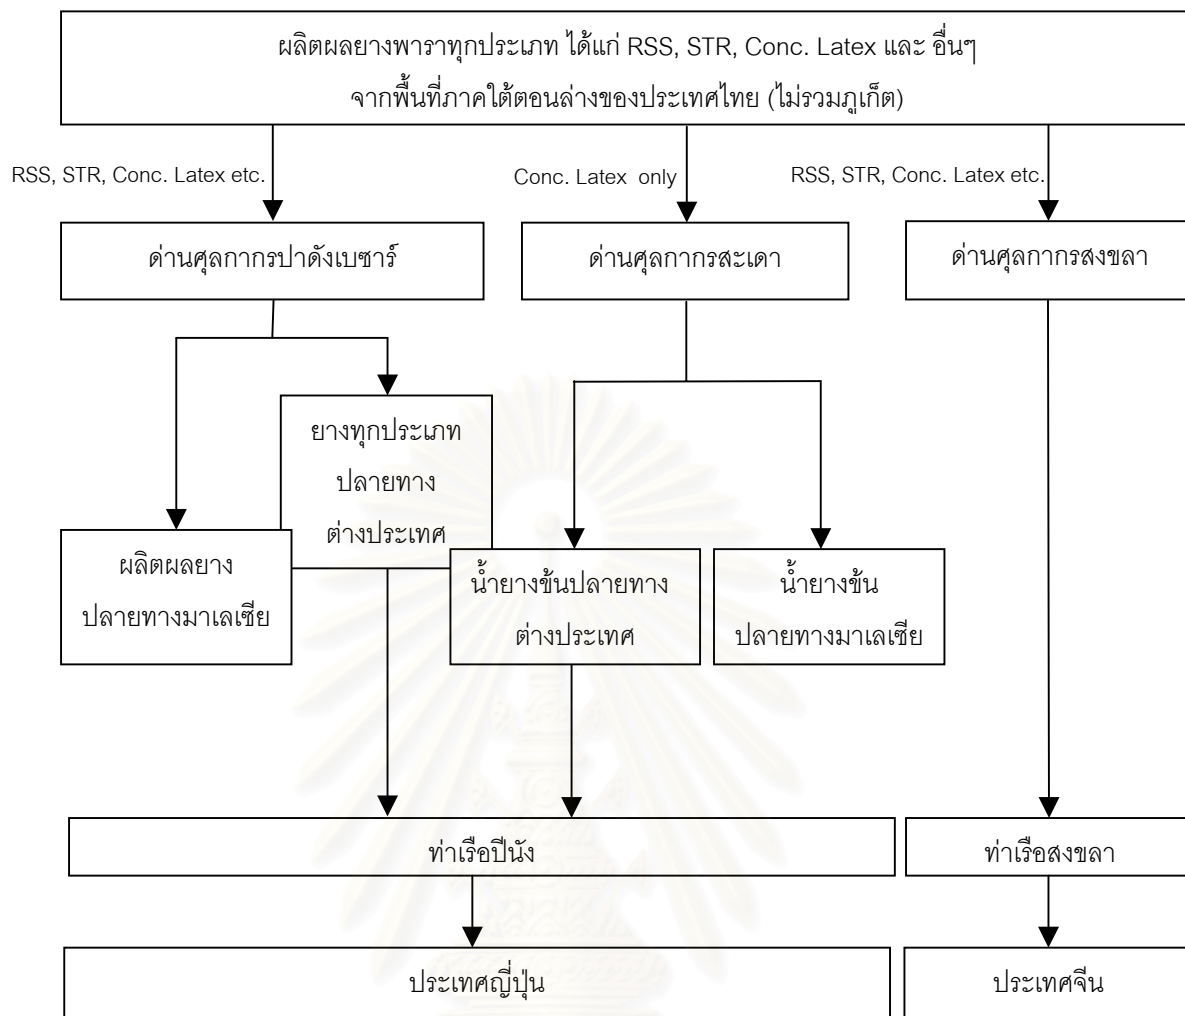 ผลิตผลยางพาราทุกประเภท ได้แก่ RSS, STR, Conc. Latex และ อื่นๆ
จากพื้นที่ภาคใต้ตอนล่างของประเทศไทย (ไม่รวมภูเก็ต)
RSS, STR, Conc. Latex etc.
Conc. Latex only
RSS, STR, Conc. Latex etc.
ด่านศุลกากรปาดังเบซาร์
ด่านศุลกากรสะเดา
ด่านศุลกากรสงขลา
ยางทุกประเภท
ปลายทาง
ต่างประเทศ
ผลิตผลยาง
ปลายทางมาเลเซีย
น้ำยางข้นปลายทาง
ต่างประเทศ
น้ำยางข้น
ปลายทางมาเลเซีย
ท่าเรือปีนัง
ท่าเรือสงขลา
ประเทศญี่ปุ่น
ประเทศจีน